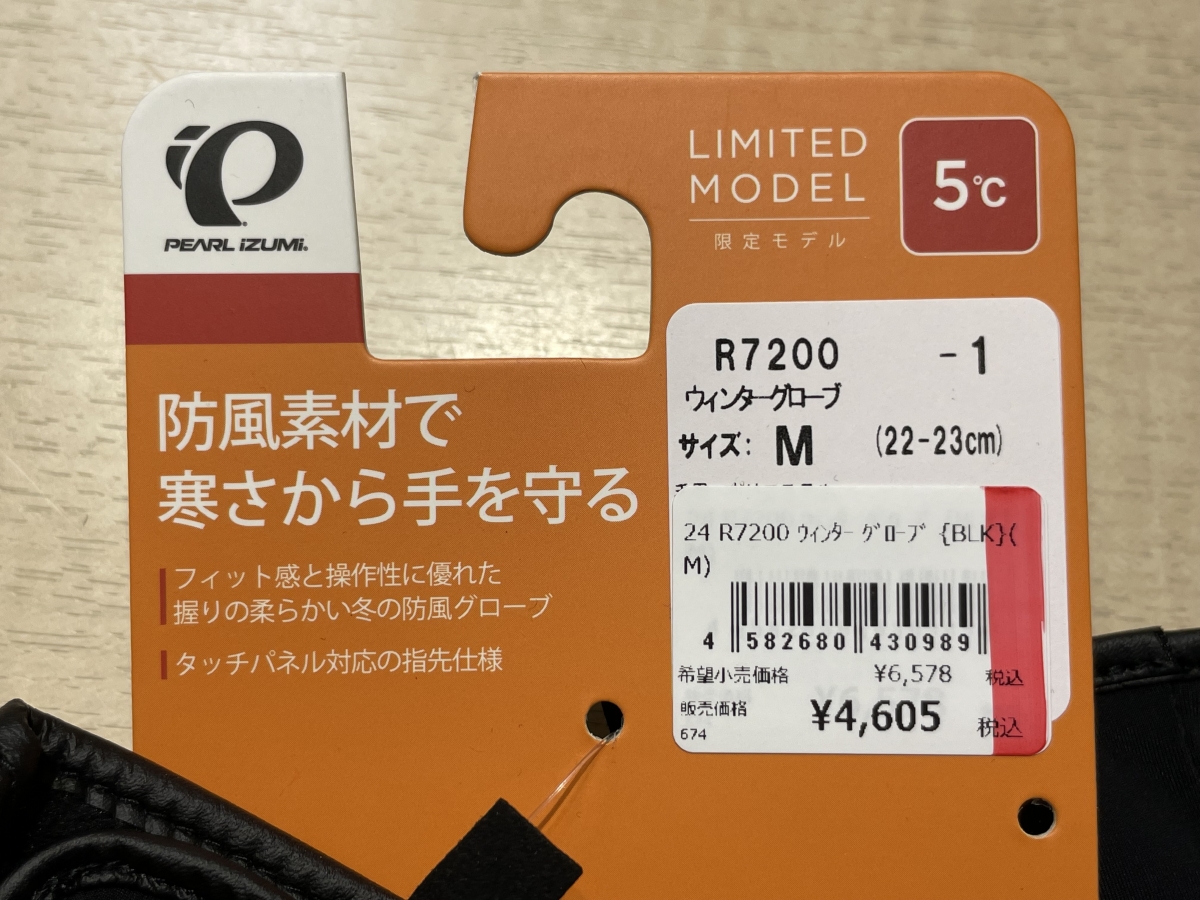 PEARL iZUMi
LIMITED
MODEL
限定モデル
5℃
防風素材で
寒さから手を守る
フィット感と操作性に優れた
握りの柔らかい冬の防風グローブ
タッチパネル対応の指先仕様
R7200 -1
ウィンターグローブ
サイズ: M (22-23cm)
24 R7200 ｳｨﾝﾀｰ ｸﾞﾛｰﾌﾞ {BLK}(
M)
4 582680 430989
希望小売価格 ¥6,578 税込
販売価格 ¥4,605 税込
674